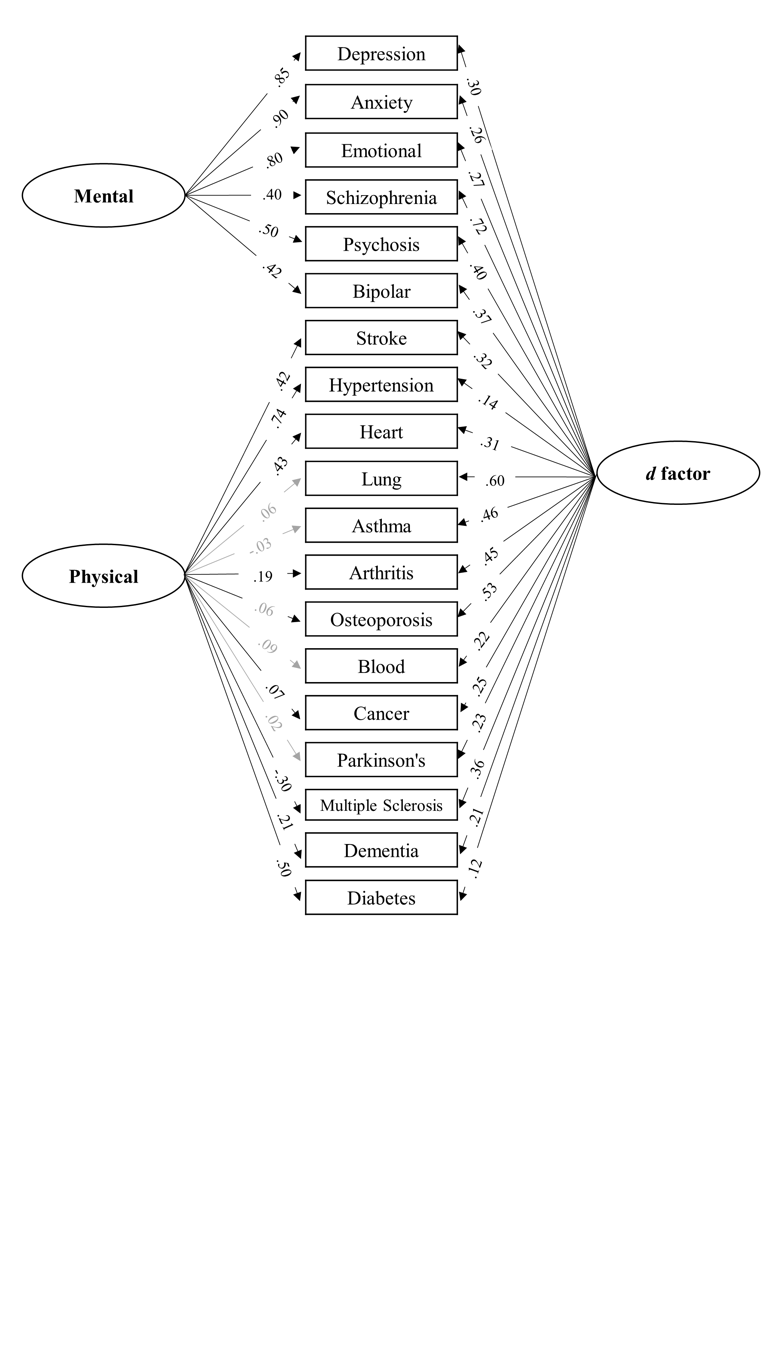 Depression
.85
.30
Anxiety
.90
.26
Emotional
.80
.27
Mental
.40
Schizophrenia
.72
.50
Psychosis
.40
.42
Bipolar
.37
Stroke
.42
.32
Hypertension
.74
.14
Heart
.43
.31
d factor
Lung
.06
.60
Asthma
-.03
.46
Physical
.19
Arthritis
.45
.06
Osteoporosis
.53
.09
Blood
.22
.07
Cancer
.25
.02
Parkinson's
.23
-.30
Multiple Sclerosis
.36
.21
Dementia
.21
.50
Diabetes
.12